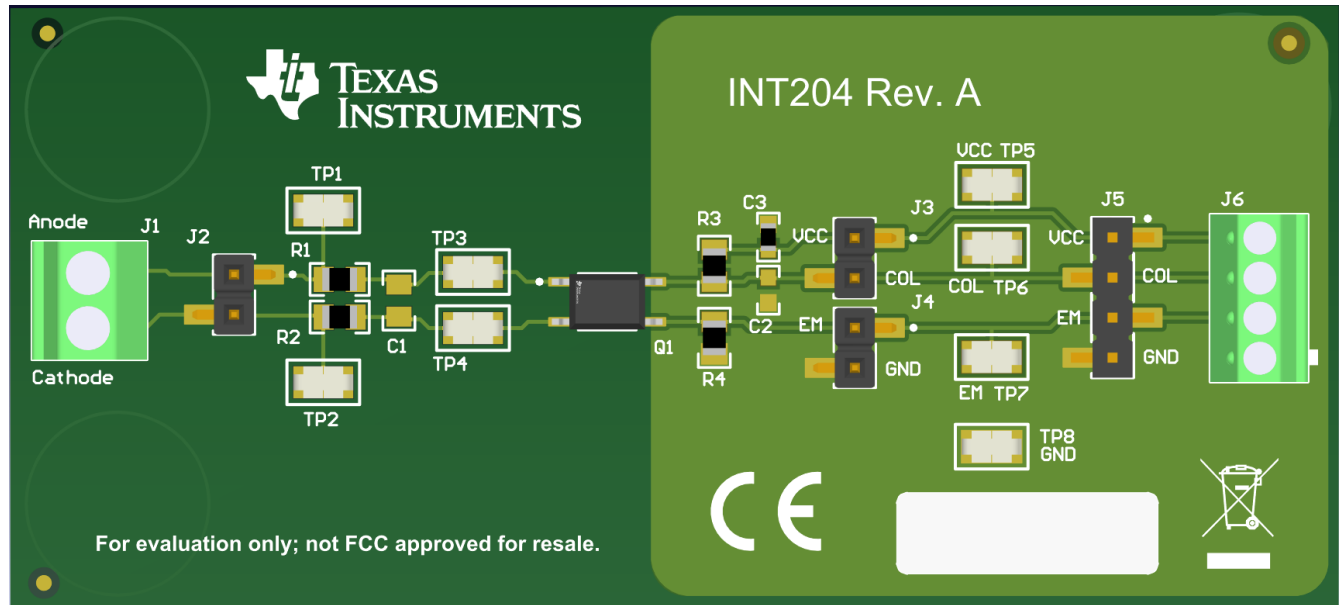 TEXAS
INSTRUMENTS
INT204 Rev. A
VCC TP5
TP1
C3
J3
J5
J6
Anode
J1
J2
R1
TP3
R3
VCC
VCC
COL
COL
COL TP6
J4
R2
C1
TP4
Q1
C2
EM
EM
R4
GND
GND
Cathode
TP2
EM TP7
TP8
GND
CE
For evaluation only; not FCC approved for resale.